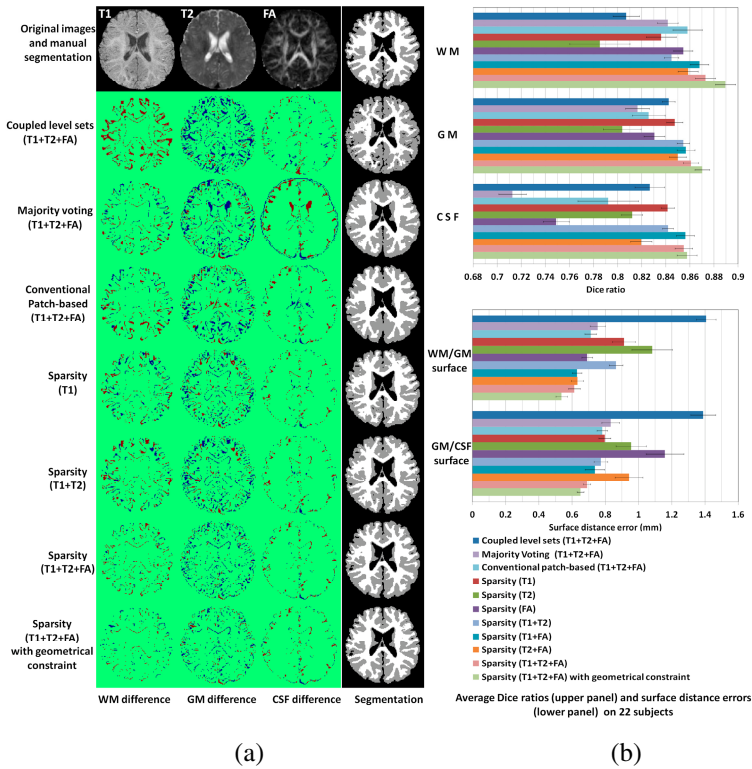 Original images
and manual
segmentation
T1 T2 FA
Coupled level sets
(T1+T2+FA)
Majority voting
(T1+T2+FA)
Conventional
Patch-based
(T1+T2+FA)
Sparsity
(T1)
Sparsity
(T1+T2)
Sparsity
(T1+T2+FA)
Sparsity
(T1+T2+FA)
with geometrical
constraint
WM difference GM difference CSF difference Segmentation
(a)
W M
G M
C S F
0.68 0.7 0.72 0.74 0.76 0.78 0.8 0.82 0.84 0.86 0.88 0.9
Dice ratio
WM/GM
surface
GM/CSF
surface
0 0.2 0.4 0.6 0.8 1 1.2 1.4 1.6
Surface distance error (mm)
Coupled level sets (T1+T2+FA)
Majority Voting (T1+T2+FA)
Conventional patch-based (T1+T2+FA)
Sparsity (T1)
Sparsity (T2)
Sparsity (FA)
Sparsity (T1+T2)
Sparsity (T1+FA)
Sparsity (T2+FA)
Sparsity (T1+T2+FA)
Sparsity (T1+T2+FA) with geometrical constraint
Average Dice ratios (upper panel) and surface distance errors
(lower panel) on 22 subjects
(b)